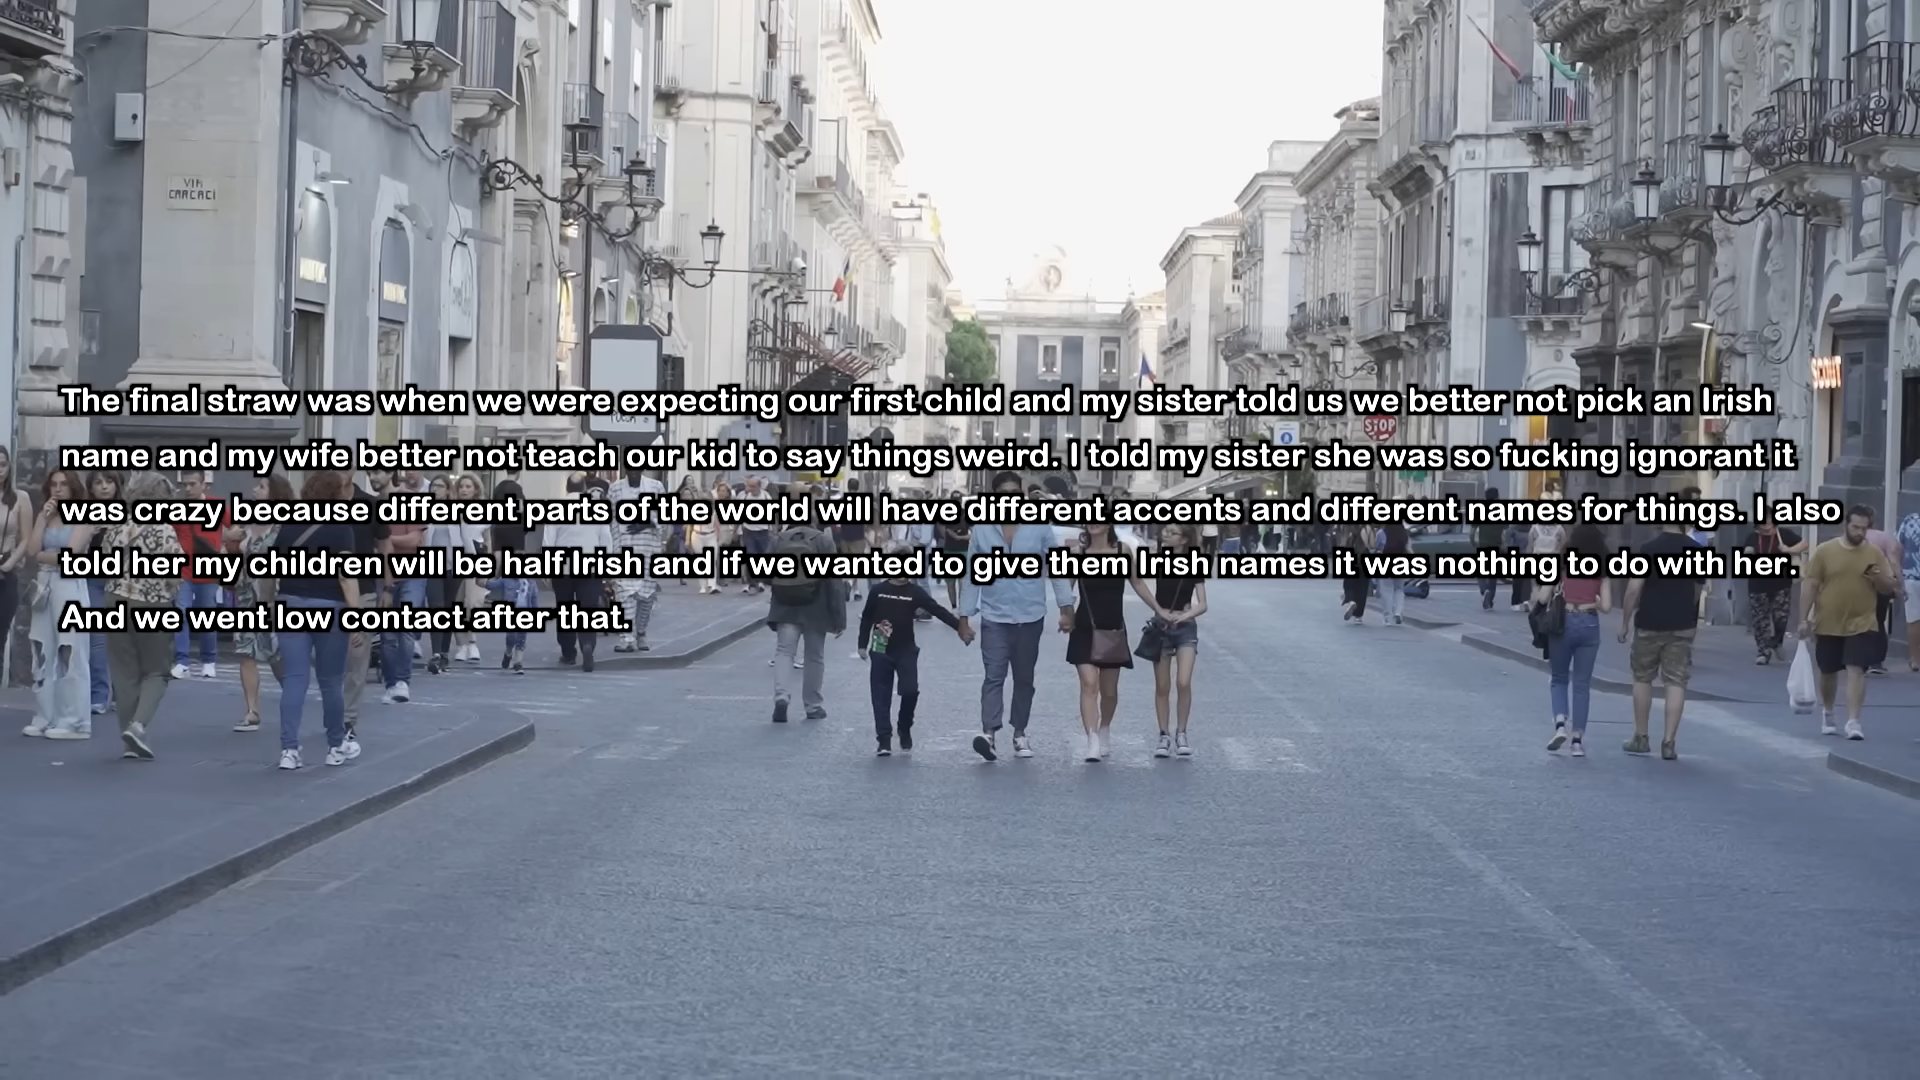 VIA
CARCACI
STOP
SCOUT
The final straw was when we were expecting our first child and my sister told us we better not pick an Irish
name and my wife better not teach our kid to say things weird. I told my sister she was so fucking ignorant it
was crazy because different parts of the world will have different accents and different names for things. I also
told her my children will be half Irish and if we wanted to give them Irish names it was nothing to do with her.
And we went low contact after that.